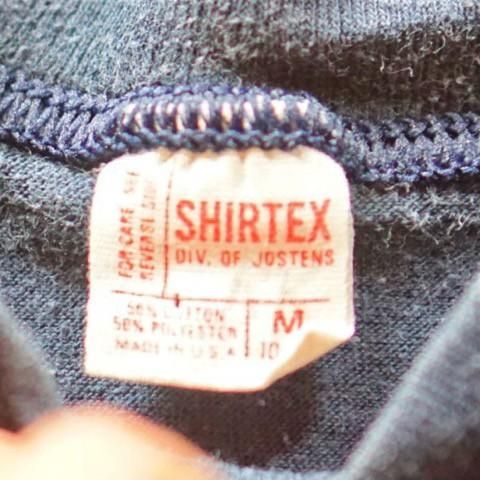 FOR CARE SEE
REVERSE SIDE
SHIRTEX
DIV. OF JOSTENS
50% COTTON
50% POLYESTER
MADE IN U.S.A.
M
10